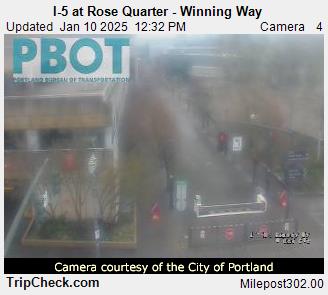 I-5 at Rose Quarter - Winning Way
Updated Jan 10 2025 12:32 PM Camera 4
PBOT
PORTLAND BUREAU OF TRANSPORTATION
Camera courtesy of the City of Portland
TripCheck.com Milepost302.00